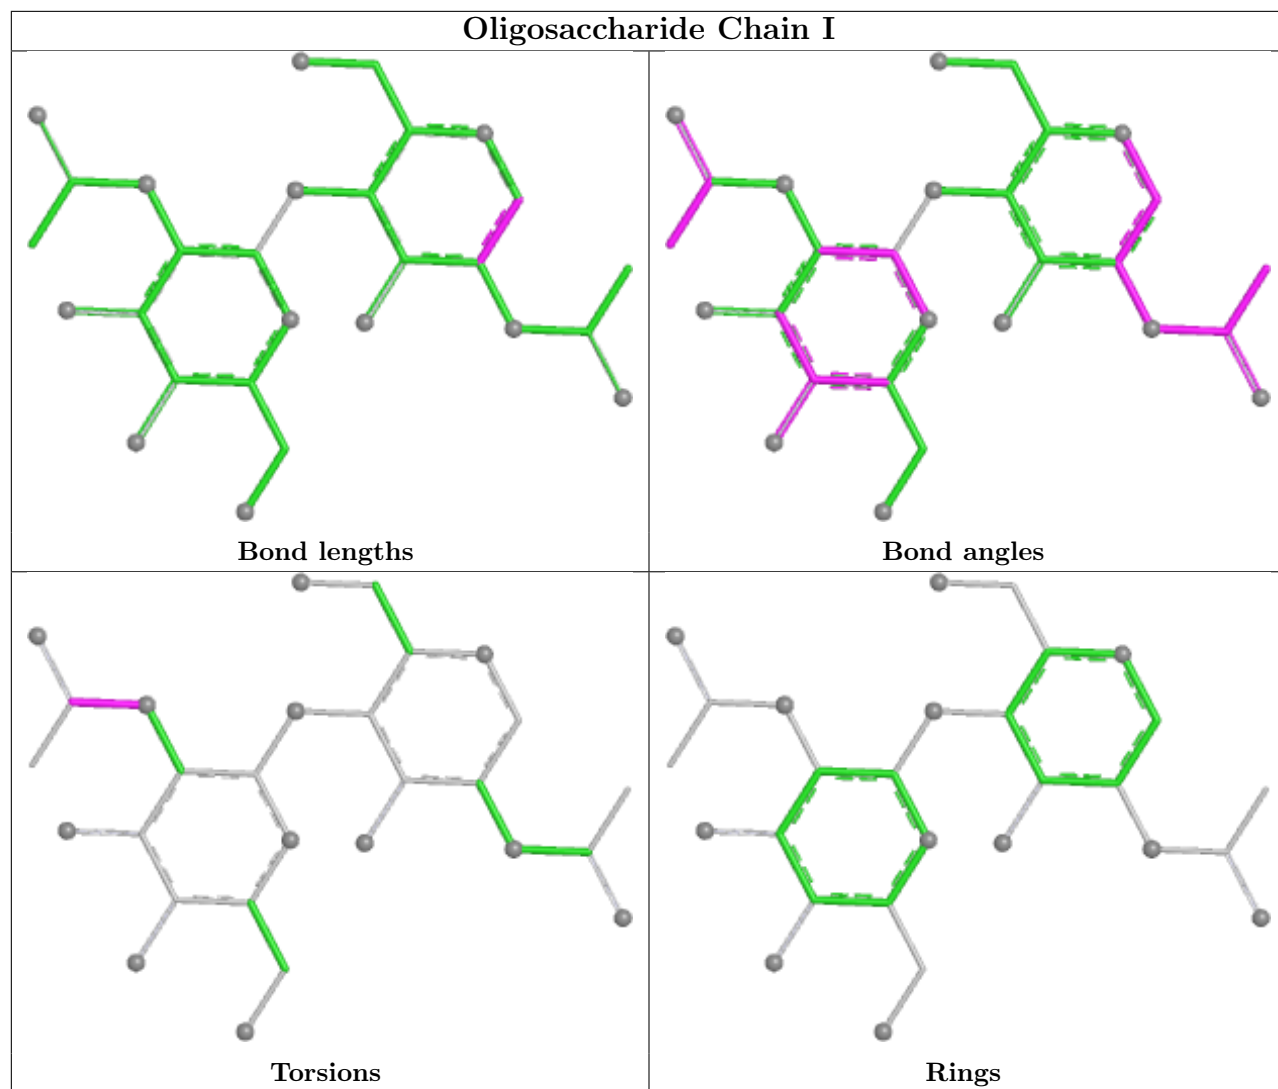 Oligosaccharide Chain I
Bond lengths
Bond angles
Torsions
Rings